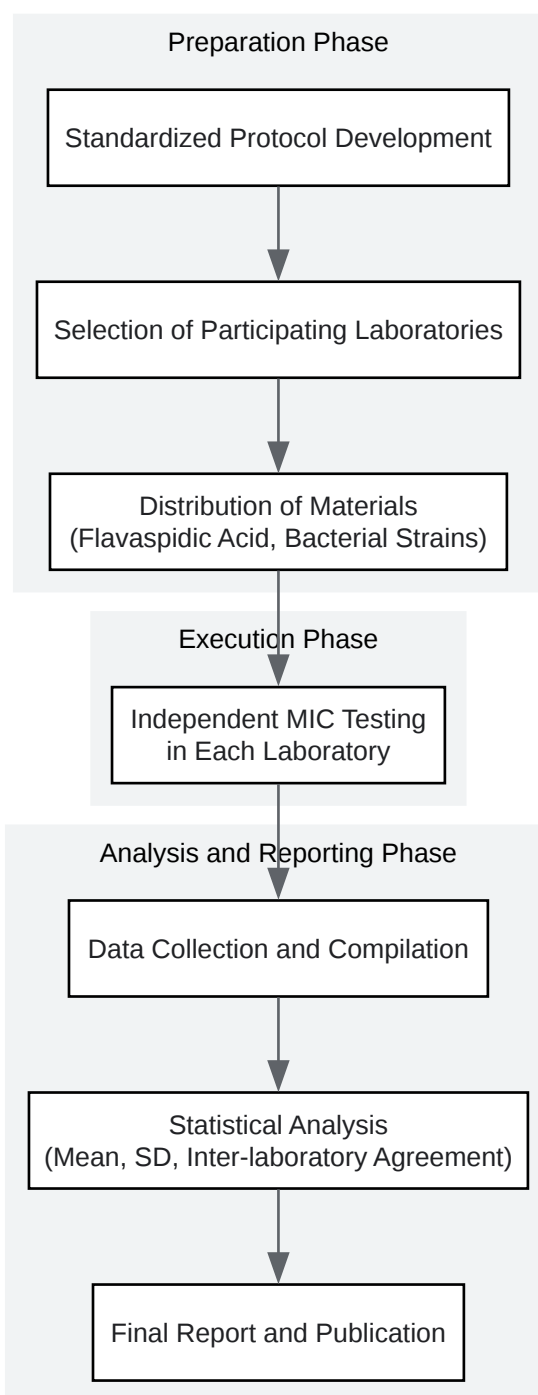 Preparation Phase
Standardized Protocol Development
Selection of Participating Laboratories
Distribution of Materials
(Flavaspidic Acid, Bacterial Strains)
Execution Phase
Independent MIC Testing
in Each Laboratory
Analysis and Reporting Phase
Data Collection and Compilation
Statistical Analysis
(Mean, SD, Inter-laboratory Agreement)
Final Report and Publication